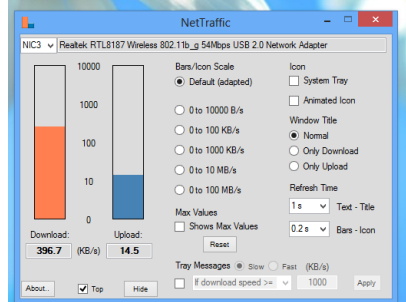 NetTraffic
NIC3 Realtek RTL8187 Wireless 802.11b_g 54Mbps USB 2.0 Network Adapter
10000
1000
100
10
0
Download:
Upload:
396.7 (KB/s) 14.5
About..
Top
Hide
Bars/Icon Scale
Default (adapted)
0 to 10000 B/s
0 to 100 KB/s
0 to 1000 KB/s
0 to 10 MB/s
0 to 100 MB/s
Max Values
Shows Max Values
Reset
Icon
System Tray
Animated Icon
Window Title
Normal
Only Download
Only Upload
Refresh Time
1 s Text - Title
0.2 s Bars - Icon
Tray Messages Slow Fast (KB/s)
If download speed >= 1000 Apply